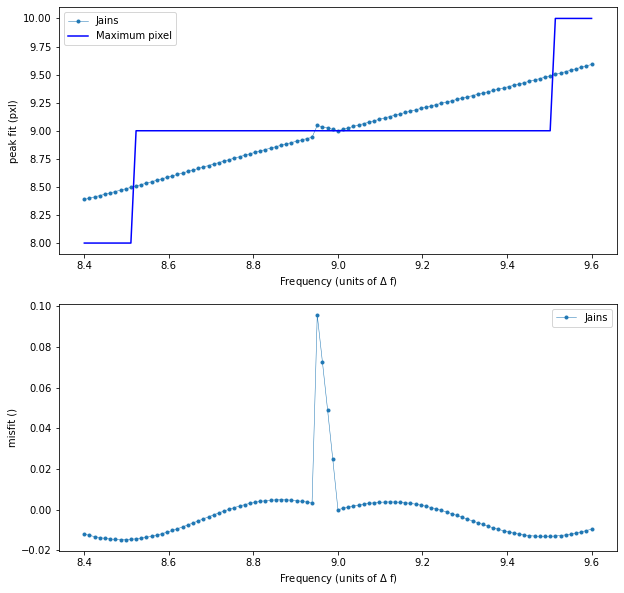 10.00
9.75
9.50
9.25
9.00
8.75
8.50
8.25
8.00
peak fit (pxl)
Jains
Maximum pixel
8.4 8.6 8.8 9.0 9.2 9.4 9.6
Frequency (units of Δ f)
0.10
0.08
0.06
0.04
0.02
0.00
−0.02
misfit ()
Jains
8.4 8.6 8.8 9.0 9.2 9.4 9.6
Frequency (units of Δ f)